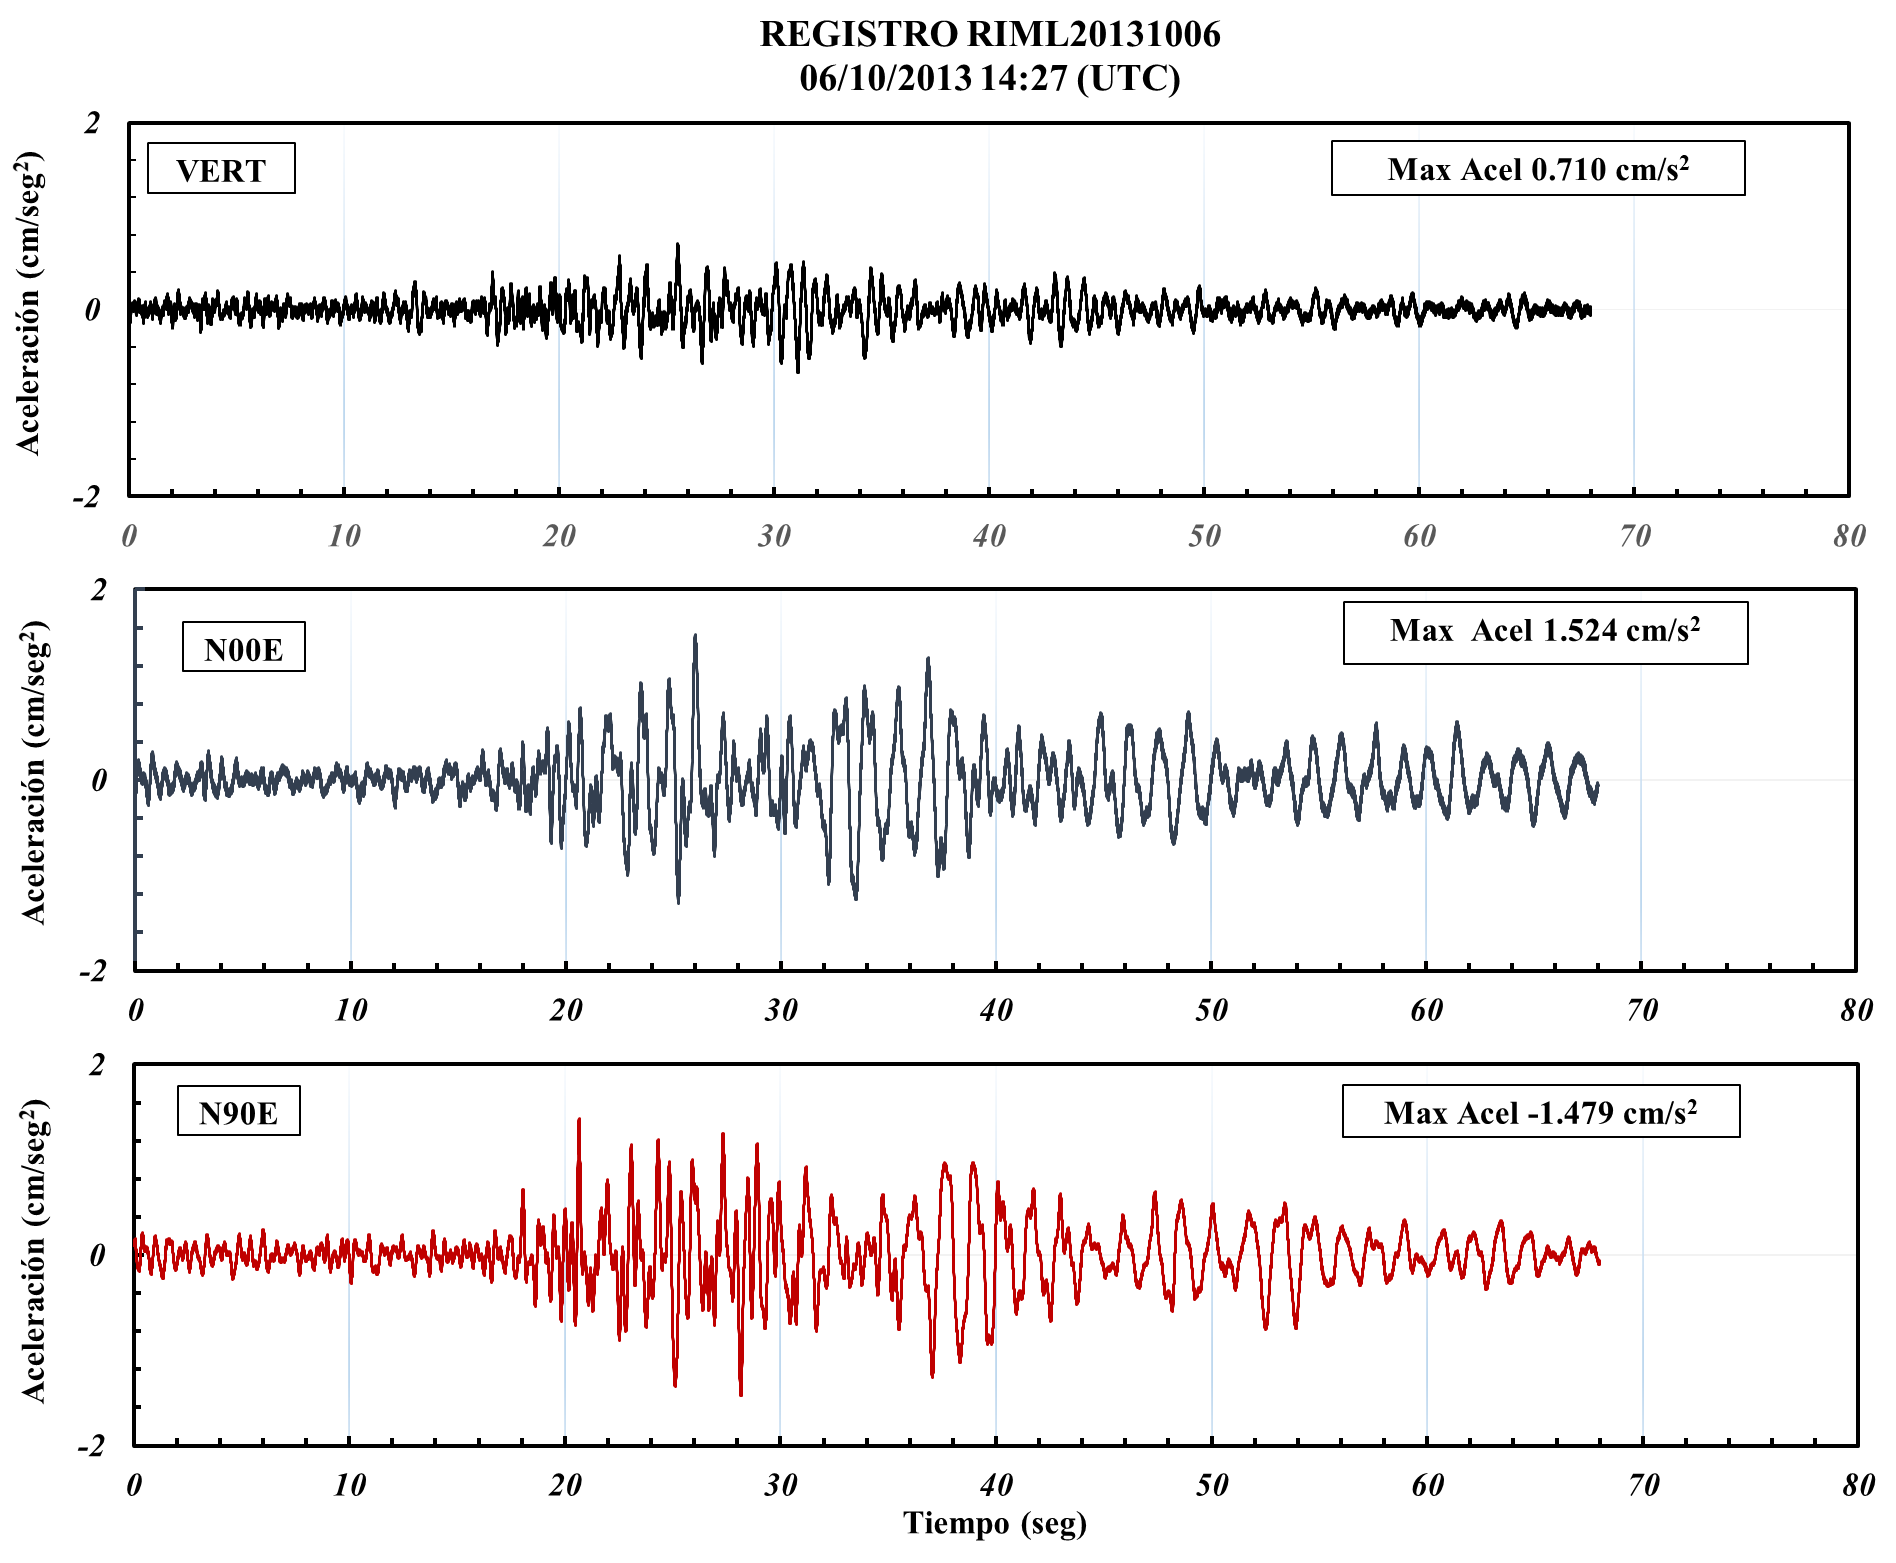 REGISTRO RIML20131006
06/10/2013 14:27 (UTC)
Aceleración (cm/seg²)
2
0
-2
VERT
Max Acel 0.710 cm/s²
0 10 20 30 40 50 60 70 80
Aceleración (cm/seg²)
2
0
-2
N00E
Max Acel 1.524 cm/s²
0 10 20 30 40 50 60 70 80
Aceleración (cm/seg²)
2
0
-2
N90E
Max Acel -1.479 cm/s²
0 10 20 30 40 50 60 70 80
Tiempo (seg)